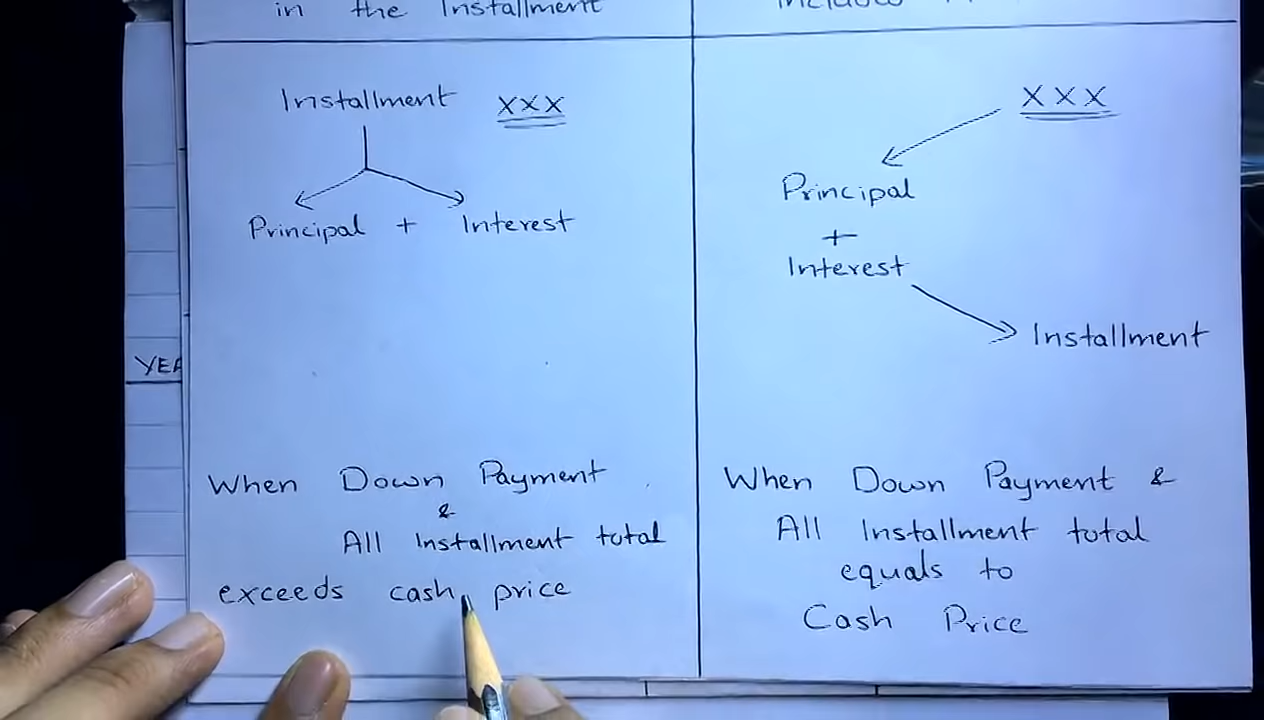 in the Installment
Installment XXX
Principal + Interest
When Down Payment
&
All Installment total
exceeds cash price
XXX
Principal
+
Interest
Installment
When Down Payment &
All Installment total
equals to
Cash Price